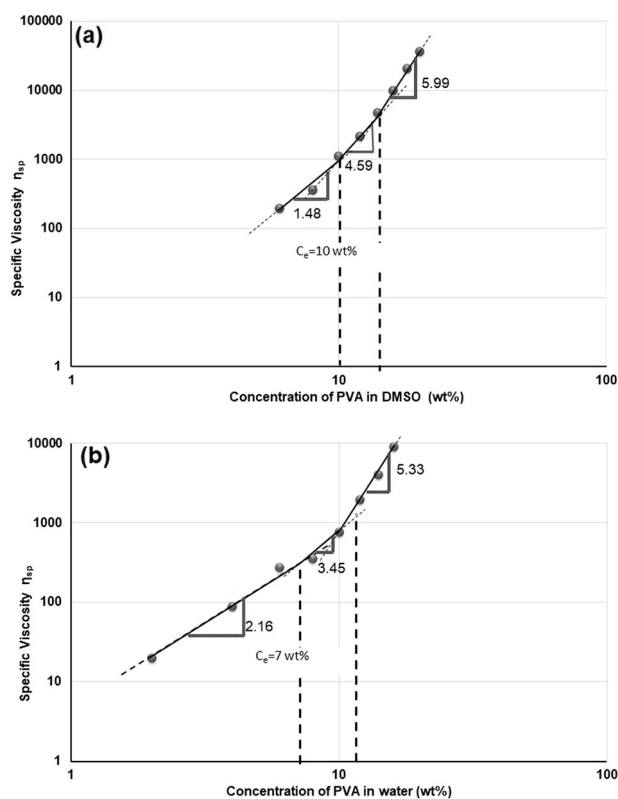 (a)
100000
10000
1000
100
10
1
Specific Viscosity ηsp
5.99
4.59
1.48
Ce=10 wt%
1
10
100
Concentration of PVA in DMSO (wt%)
(b)
10000
1000
100
10
1
Specific Viscosity ηsp
5.33
3.45
2.16
Ce=7 wt%
1
10
100
Concentration of PVA in water (wt%)